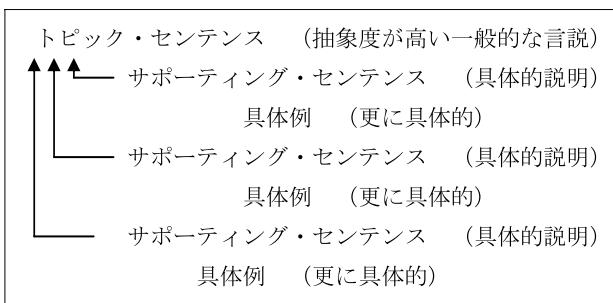 トピック・センテンス （抽象度が高い一般的な言説）
サポーティング・センテンス （具体的説明）
具体例 （更に具体的）
サポーティング・センテンス （具体的説明）
具体例 （更に具体的）
サポーティング・センテンス （具体的説明）
具体例 （更に具体的）